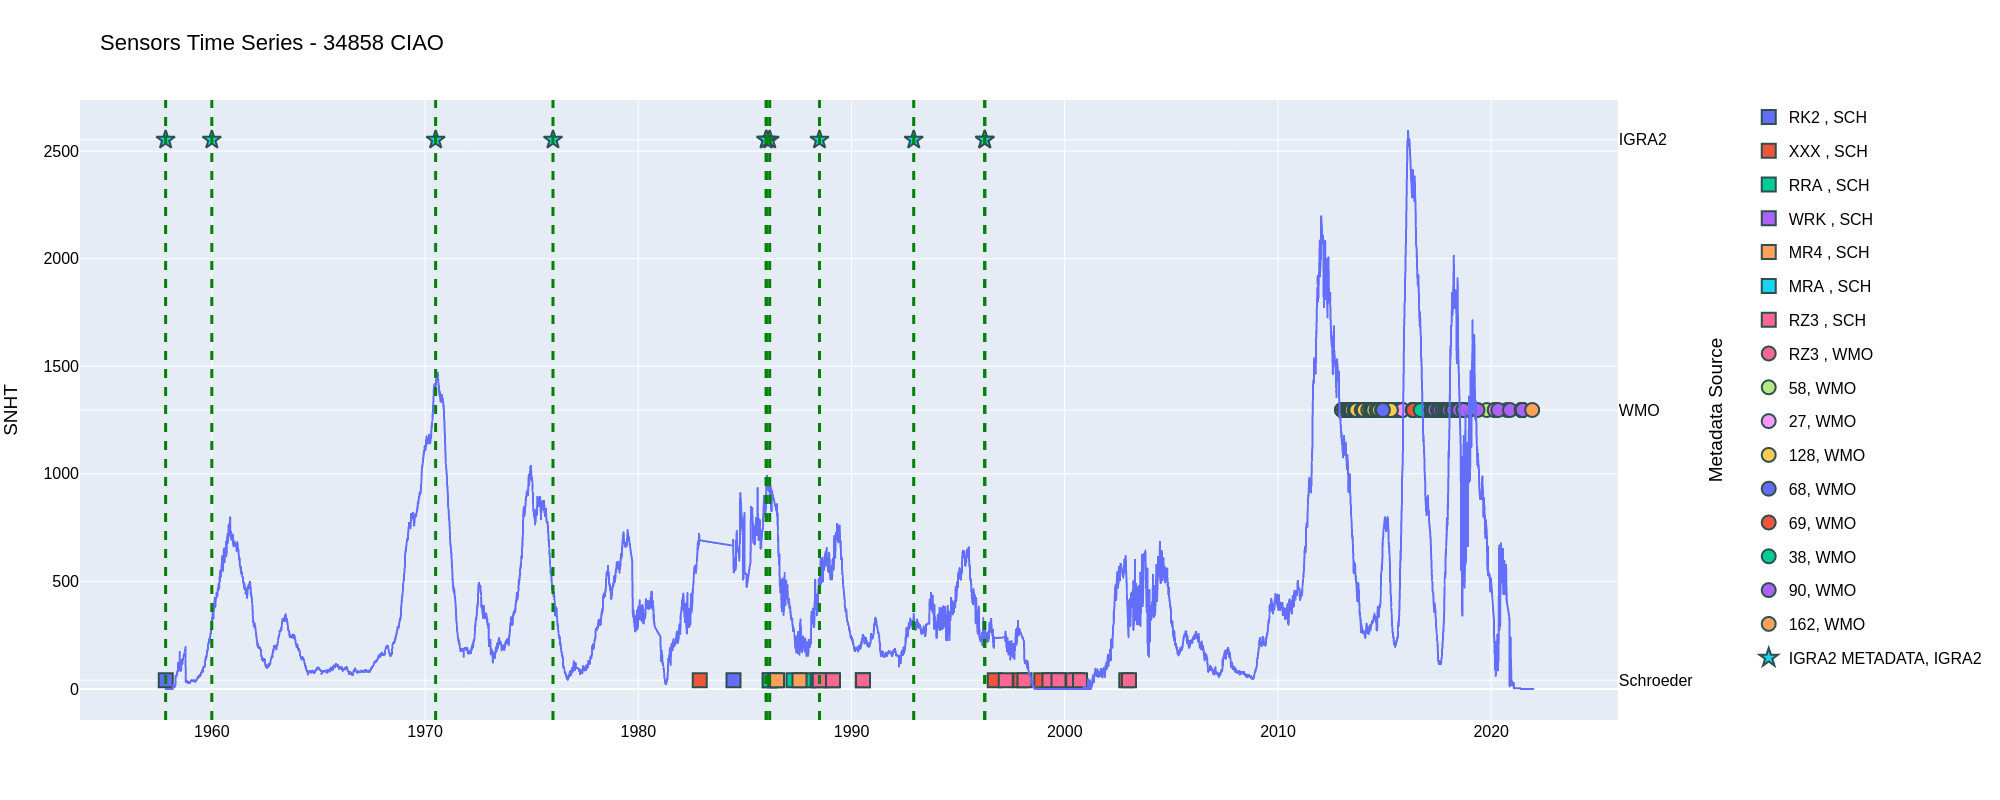 Sensors Time Series - 34858 CIAO
SNHT
2500
2000
1500
1000
500
0
1960
1970
1980
1990
2000
2010
2020
IGRA2
WMO
Schroeder
Metadata Source
RK2 , SCH
XXX , SCH
RRA , SCH
WRK , SCH
MR4 , SCH
MRA , SCH
RZ3 , SCH
RZ3 , WMO
58, WMO
27, WMO
128, WMO
68, WMO
69, WMO
38, WMO
90, WMO
162, WMO
IGRA2 METADATA, IGRA2